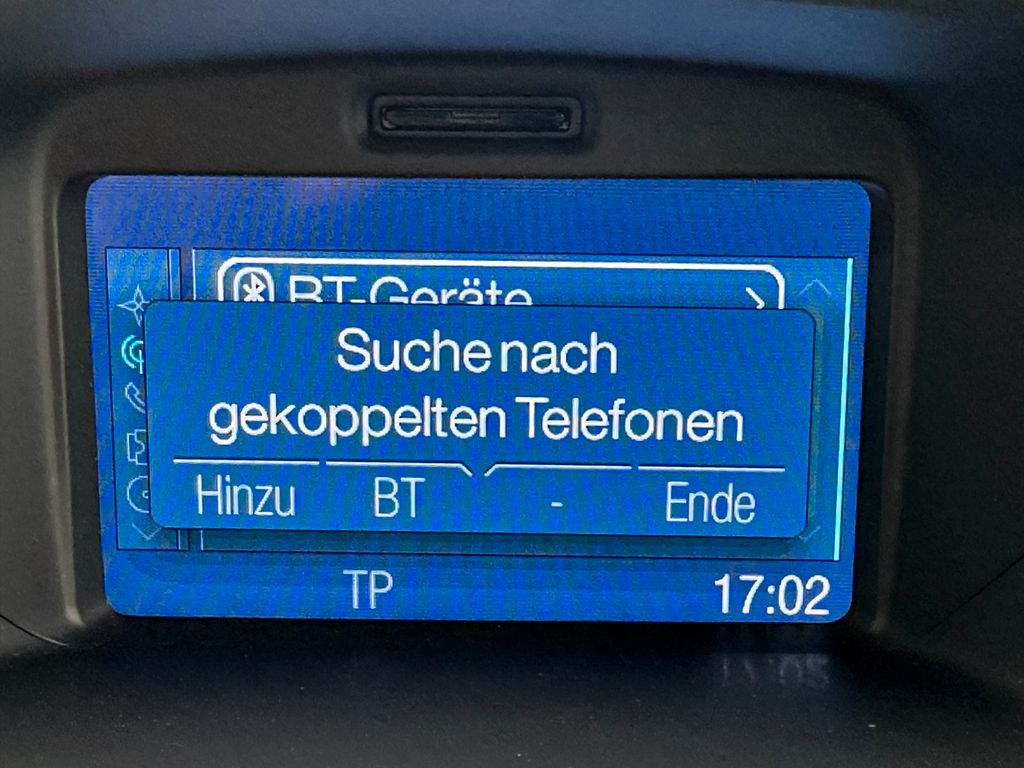 BT-Geräte
Suche nach
gekoppelten Telefonen
Hinzu BT - Ende
TP 17:02